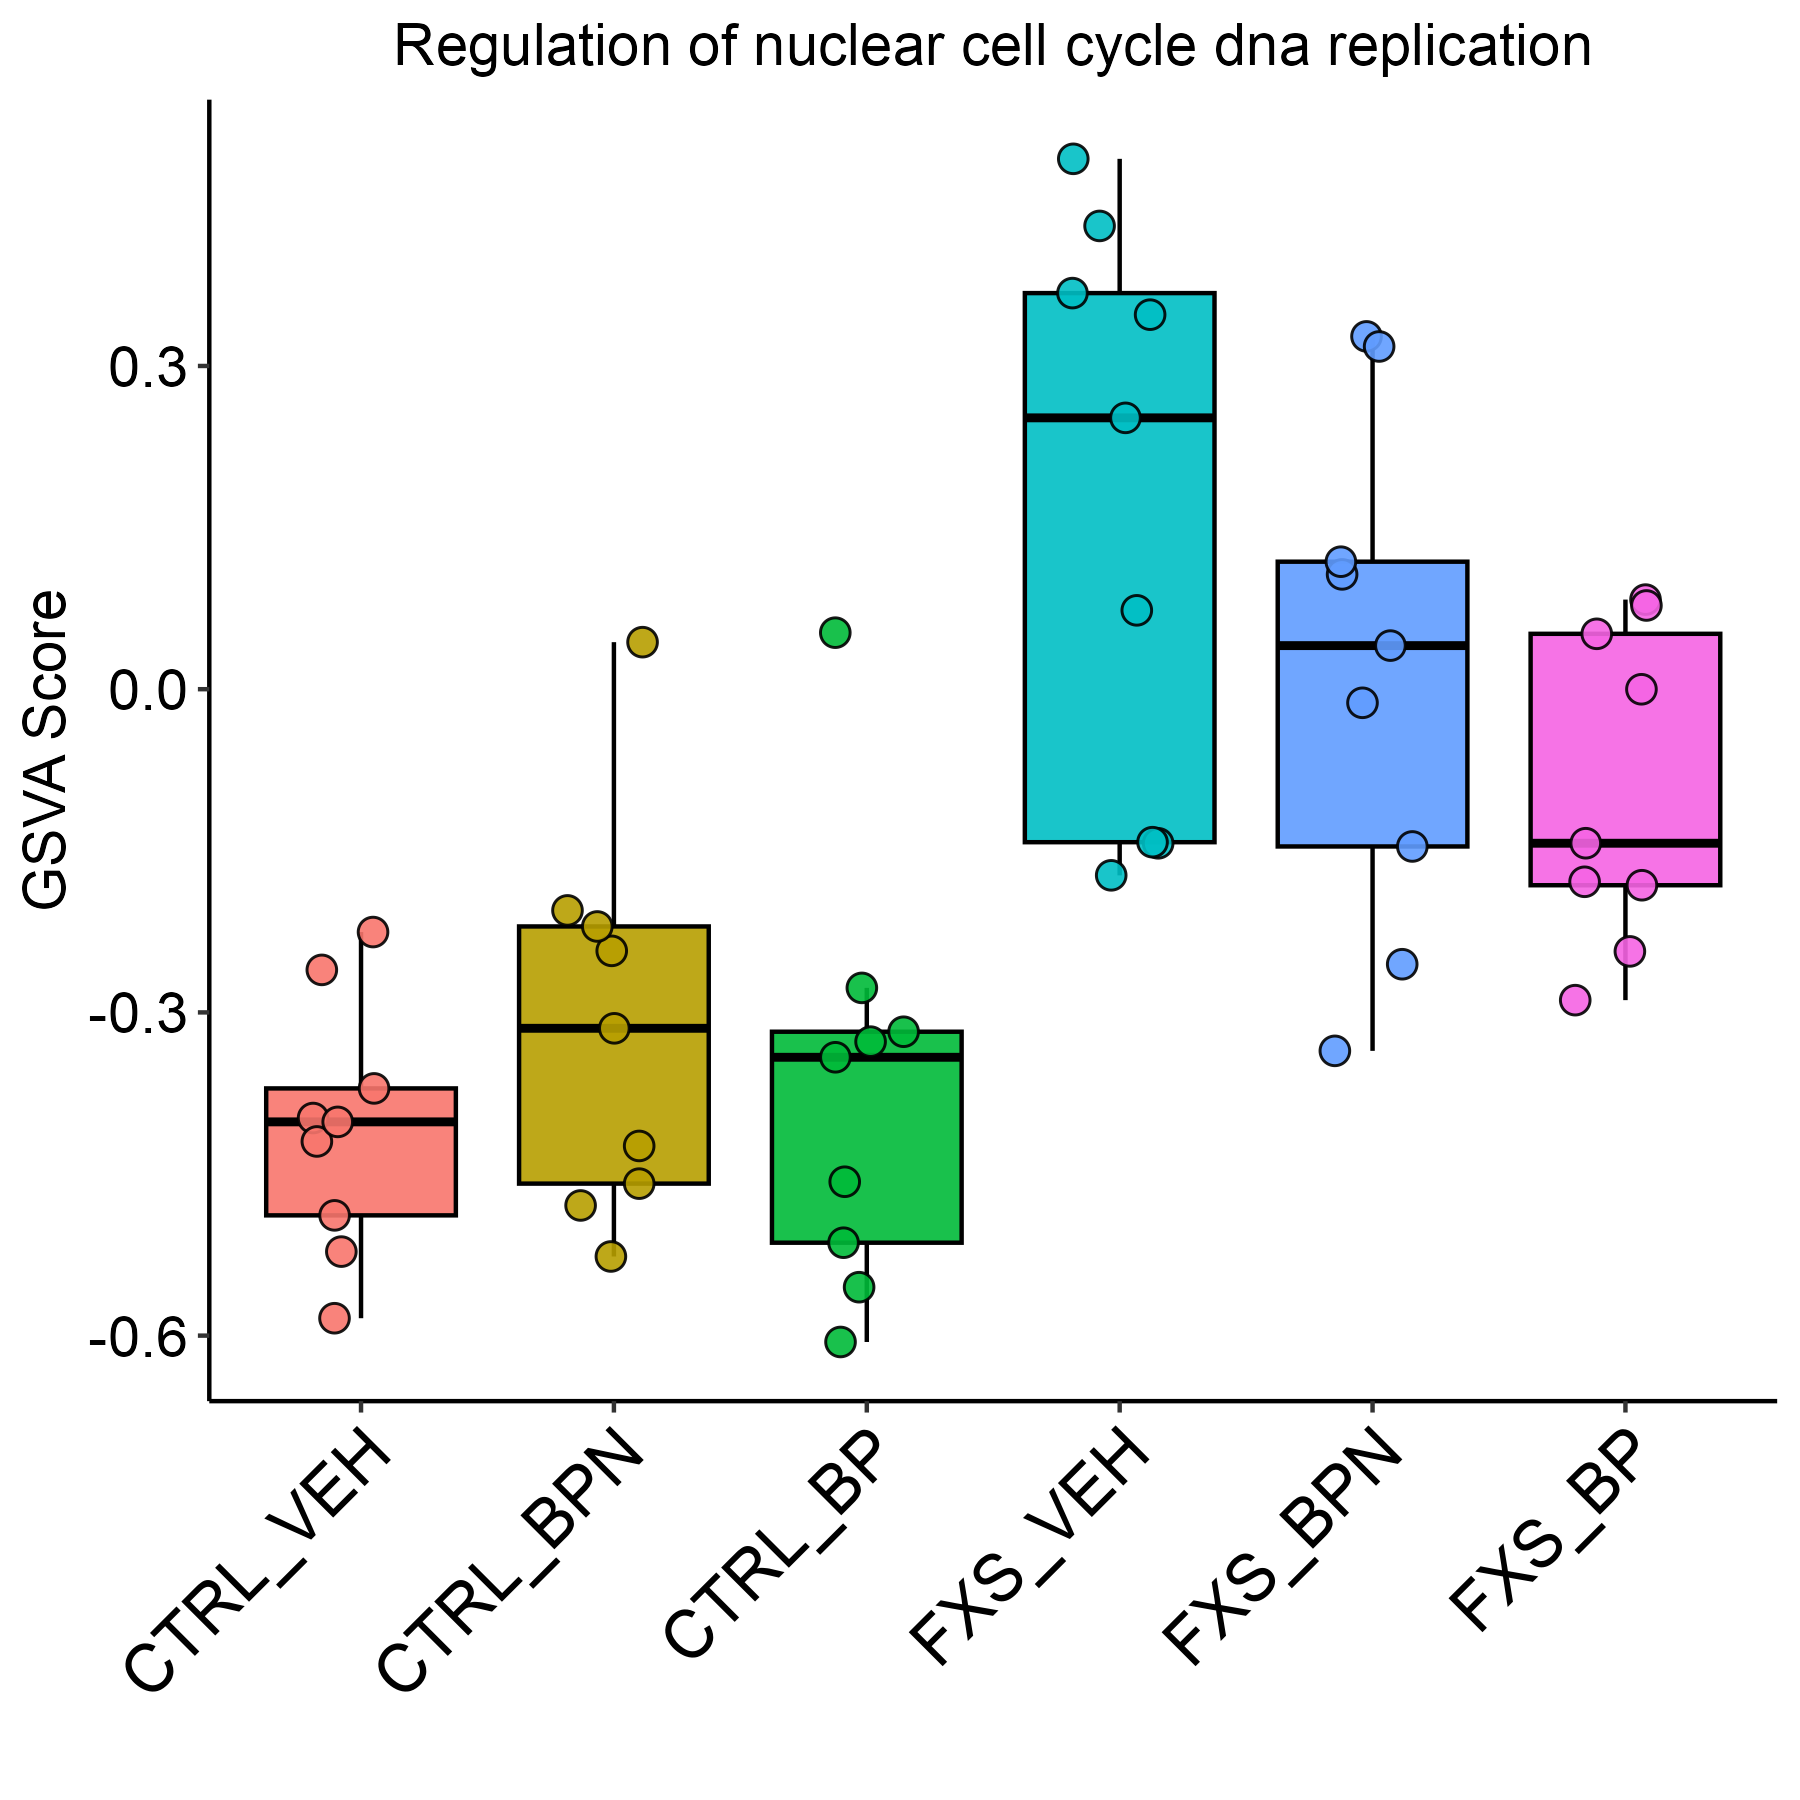 Regulation of nuclear cell cycle dna replication
GSVA Score
0.3
0.0
-0.3
-0.6
CTRL_VEH
CTRL_BPN
CTRL_BP
FXS_VEH
FXS_BPN
FXS_BP